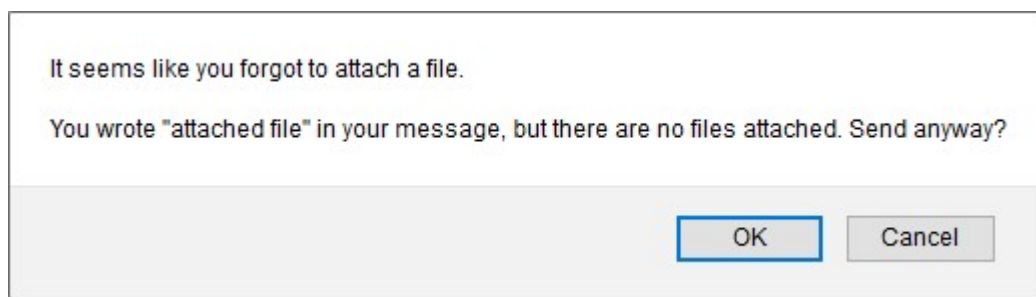 It seems like you forgot to attach a file.
You wrote "attached file" in your message, but there are no files attached. Send anyway?
OK
Cancel